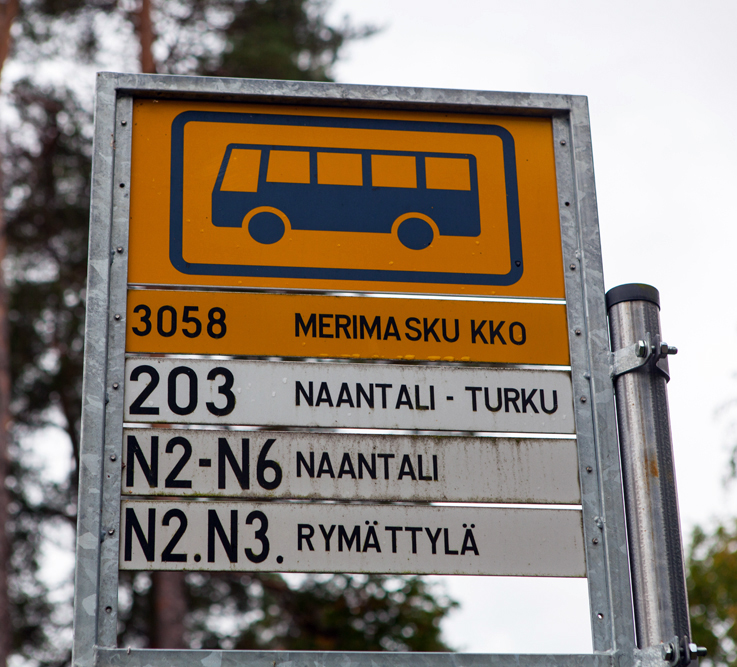 3058 MERIMASKU KKO
203 NAANTALI - TURKU
N2-N6 NAANTALI
N2.N3. RYMÄTTYLÄ